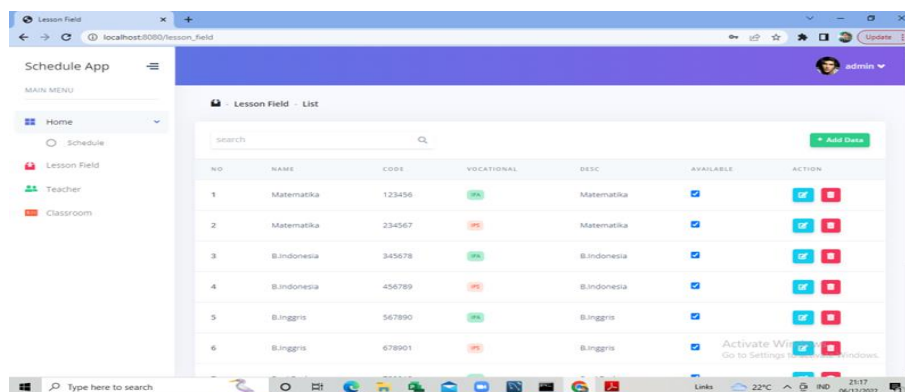 Lesson Field
localhost:8080/lesson_field
Update
Schedule App
admin
MAIN MENU
Home
Schedule
Lesson Field
Teacher
Classroom
- Lesson Field - List
search
+ Add Data
NO NAME CODE VOCATIONAL DESC AVAILABLE ACTION
1 Matematika 123456 IPA Matematika
2 Matematika 234567 IPS Matematika
3 B.Indonesia 345678 IPA B.Indonesia
4 B.Indonesia 456789 IPS B.Indonesia
5 B.Inggris 567890 IPA B.Inggris
6 B.Inggris 678901 IPS B.Inggris
Activate Windows
Go to Settings to activate Windows.
Type here to search
Links 22°C IND 21:17
06/12/2022